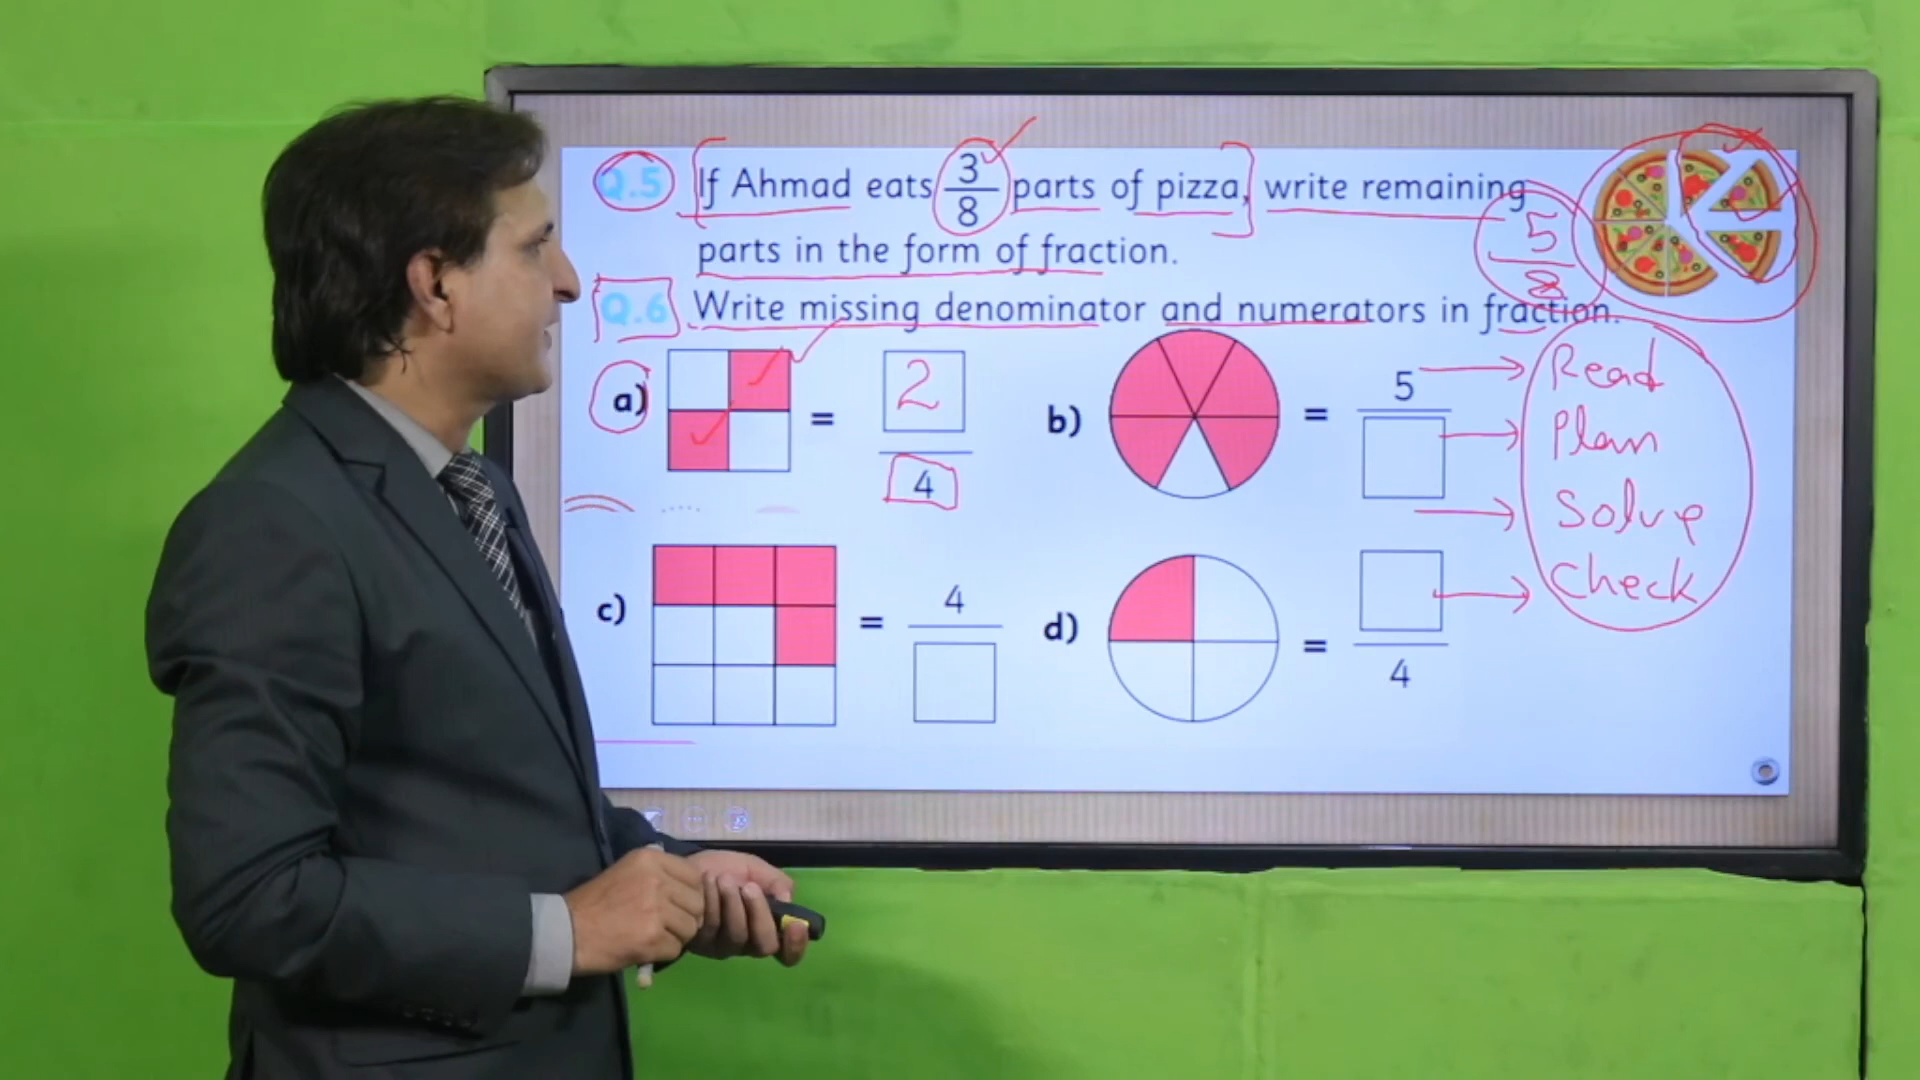 Q.5 If Ahmad eats 3/8 parts of pizza, write remaining
parts in the form of fraction.
5/8
Q.6 Write missing denominator and numerators in fraction.
a) = 2/4
b) = 5/
Read
Plan
Solve
Check
c) = 4/
d) = /4